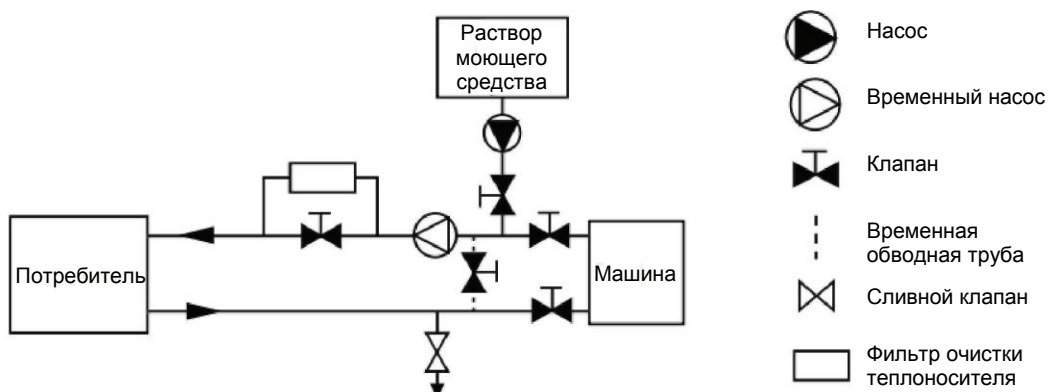 Раствор
моющего
средства
Потребитель
Машина
Насос
Временный насос
Клапан
Временная
обводная труба
Сливной клапан
Фильтр очистки
теплоносителя